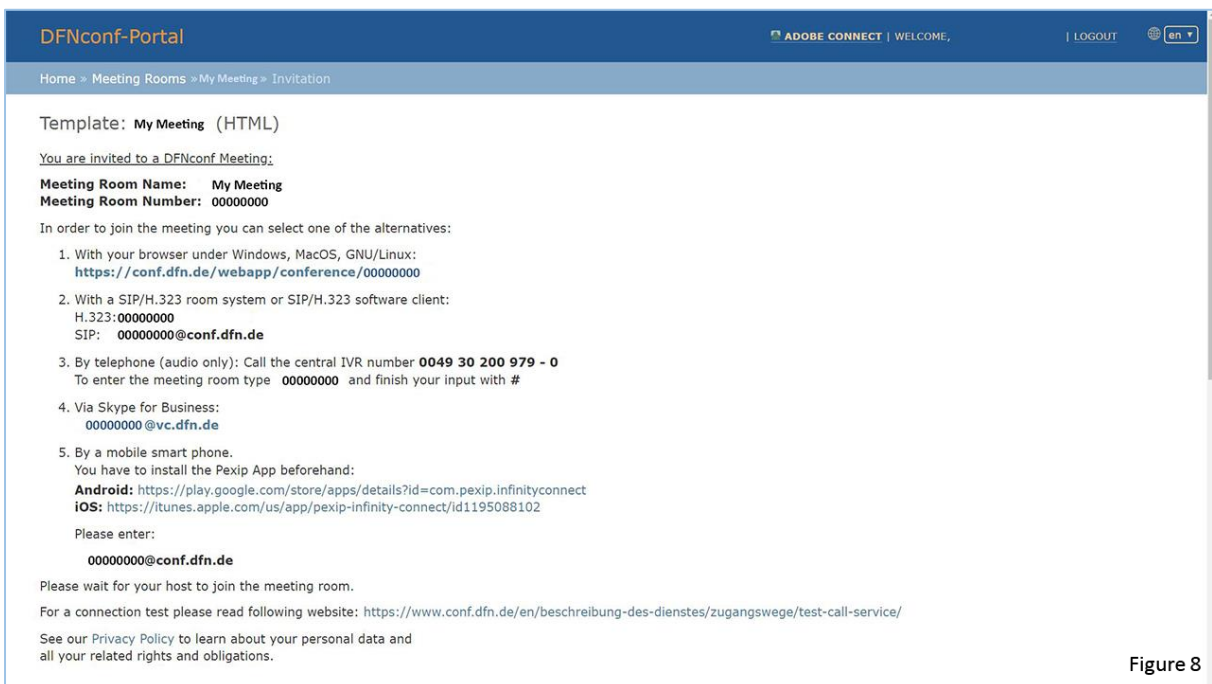 DFNconf-Portal
ADOBE CONNECT | WELCOME, | LOGOUT en
Home » Meeting Rooms » My Meeting » Invitation
Template: My Meeting (HTML)
You are invited to a DFNconf Meeting:
Meeting Room Name: My Meeting
Meeting Room Number: 00000000
In order to join the meeting you can select one of the alternatives:
1. With your browser under Windows, MacOS, GNU/Linux:
https://conf.dfn.de/webapp/conference/00000000
2. With a SIP/H.323 room system or SIP/H.323 software client:
H.323:00000000
SIP: 00000000@conf.dfn.de
3. By telephone (audio only): Call the central IVR number 0049 30 200 979 - 0
To enter the meeting room type 00000000 and finish your input with #
4. Via Skype for Business:
00000000 @vc.dfn.de
5. By a mobile smart phone.
You have to install the Pexip App beforehand:
Android: https://play.google.com/store/apps/details?id=com.pexip.infinityconnect
iOS: https://itunes.apple.com/us/app/pexip-infinity-connect/id1195088102
Please enter:
00000000@conf.dfn.de
Please wait for your host to join the meeting room.
For a connection test please read following website: https://www.conf.dfn.de/en/beschreibung-des-dienstes/zugangswege/test-call-service/
See our Privacy Policy to learn about your personal data and
all your related rights and obligations.
Figure 8